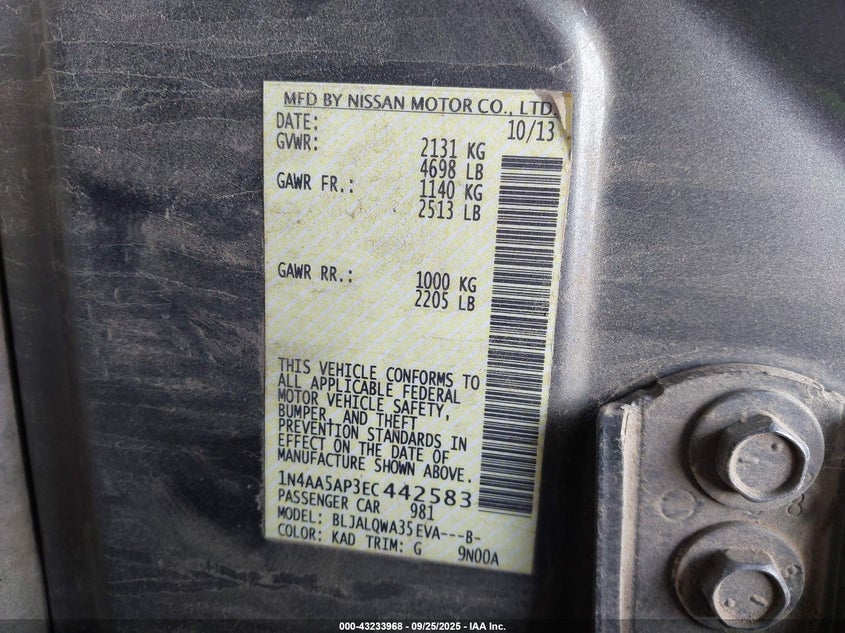 MFD BY NISSAN MOTOR CO., LTD.
DATE: 10/13
GVWR: 2131 KG
4698 LB
GAWR FR.: 1140 KG
2513 LB
GAWR RR.: 1000 KG
2205 LB
THIS VEHICLE CONFORMS TO
ALL APPLICABLE FEDERAL
MOTOR VEHICLE SAFETY,
BUMPER, AND THEFT
PREVENTION STANDARDS IN
EFFECT ON THE DATE OF
MANUFACTURE SHOWN ABOVE.
1N4AA5AP3EC442583
PASSENGER CAR 981
MODEL: BLJALQWA35EVA---B-
COLOR: KAD TRIM: G 9N00A
000-43233968 - 09/25/2025 - IAA Inc.